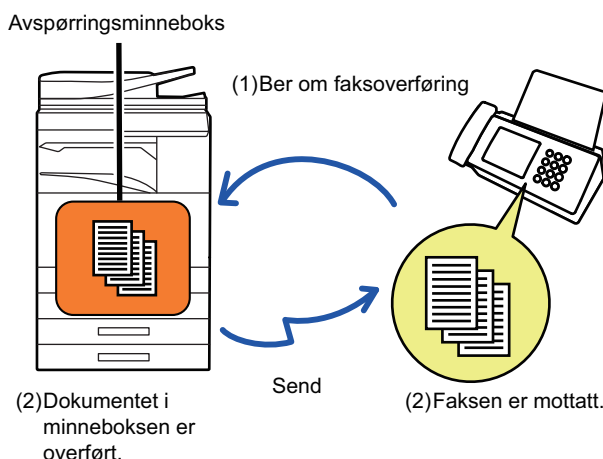 Avspørringsminneboks
(1)Ber om faksoverføring
Send
(2)Dokumentet i
minneboksen er
overført.
(2)Faksen er mottatt.